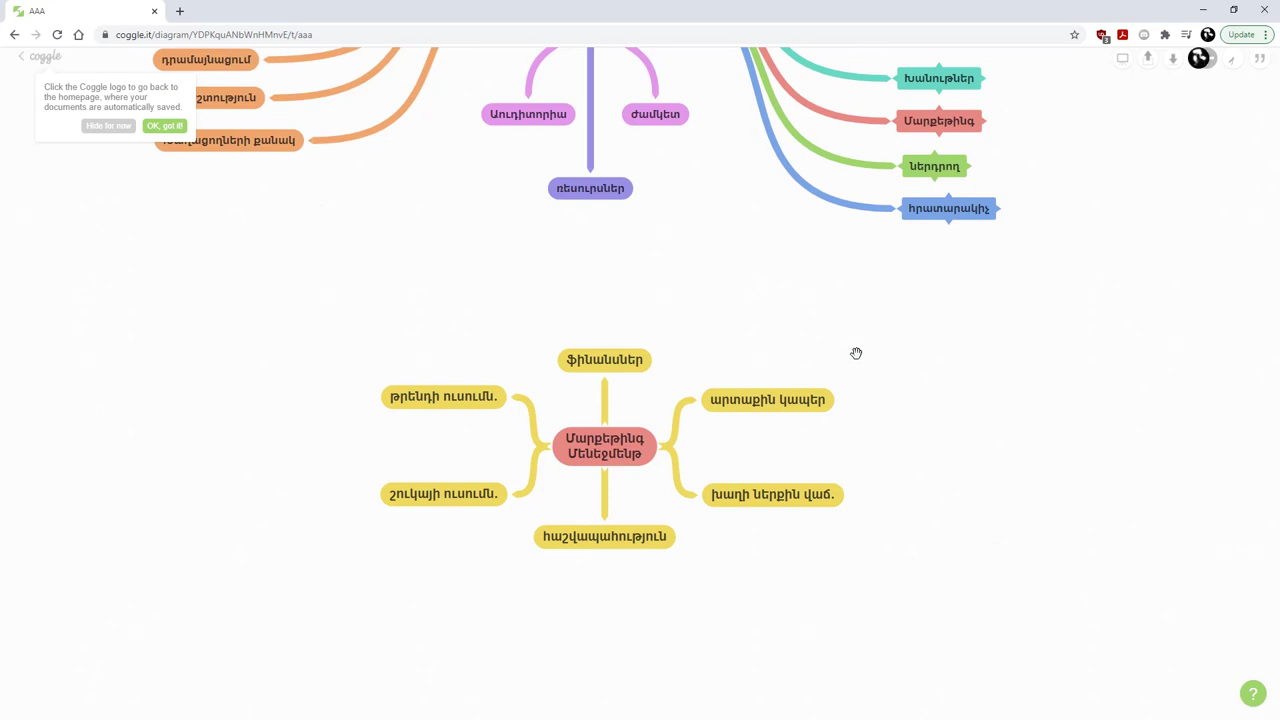 AAA
coggle.it/diagram/YDPKquANbWnHMnvE/t/aaa
Update
coggle
Click the Coggle logo to go back to
the homepage, where your
documents are automatically saved.
Hide for now
OK, got it!
դրամայնացում
քանակ
Աուդիտորիա
Ժամկետ
ռեսուրսներ
Խանութներ
Մարքեթինգ
ներդրող
հրատարակիչ
ֆինանսներ
թրենդի ուսումն.
արտաքին կապեր
Մարքեթինգ
Մենեջմենթ
շուկայի ուսումն.
խաղի ներքին վաճ.
հաշվապահություն
?